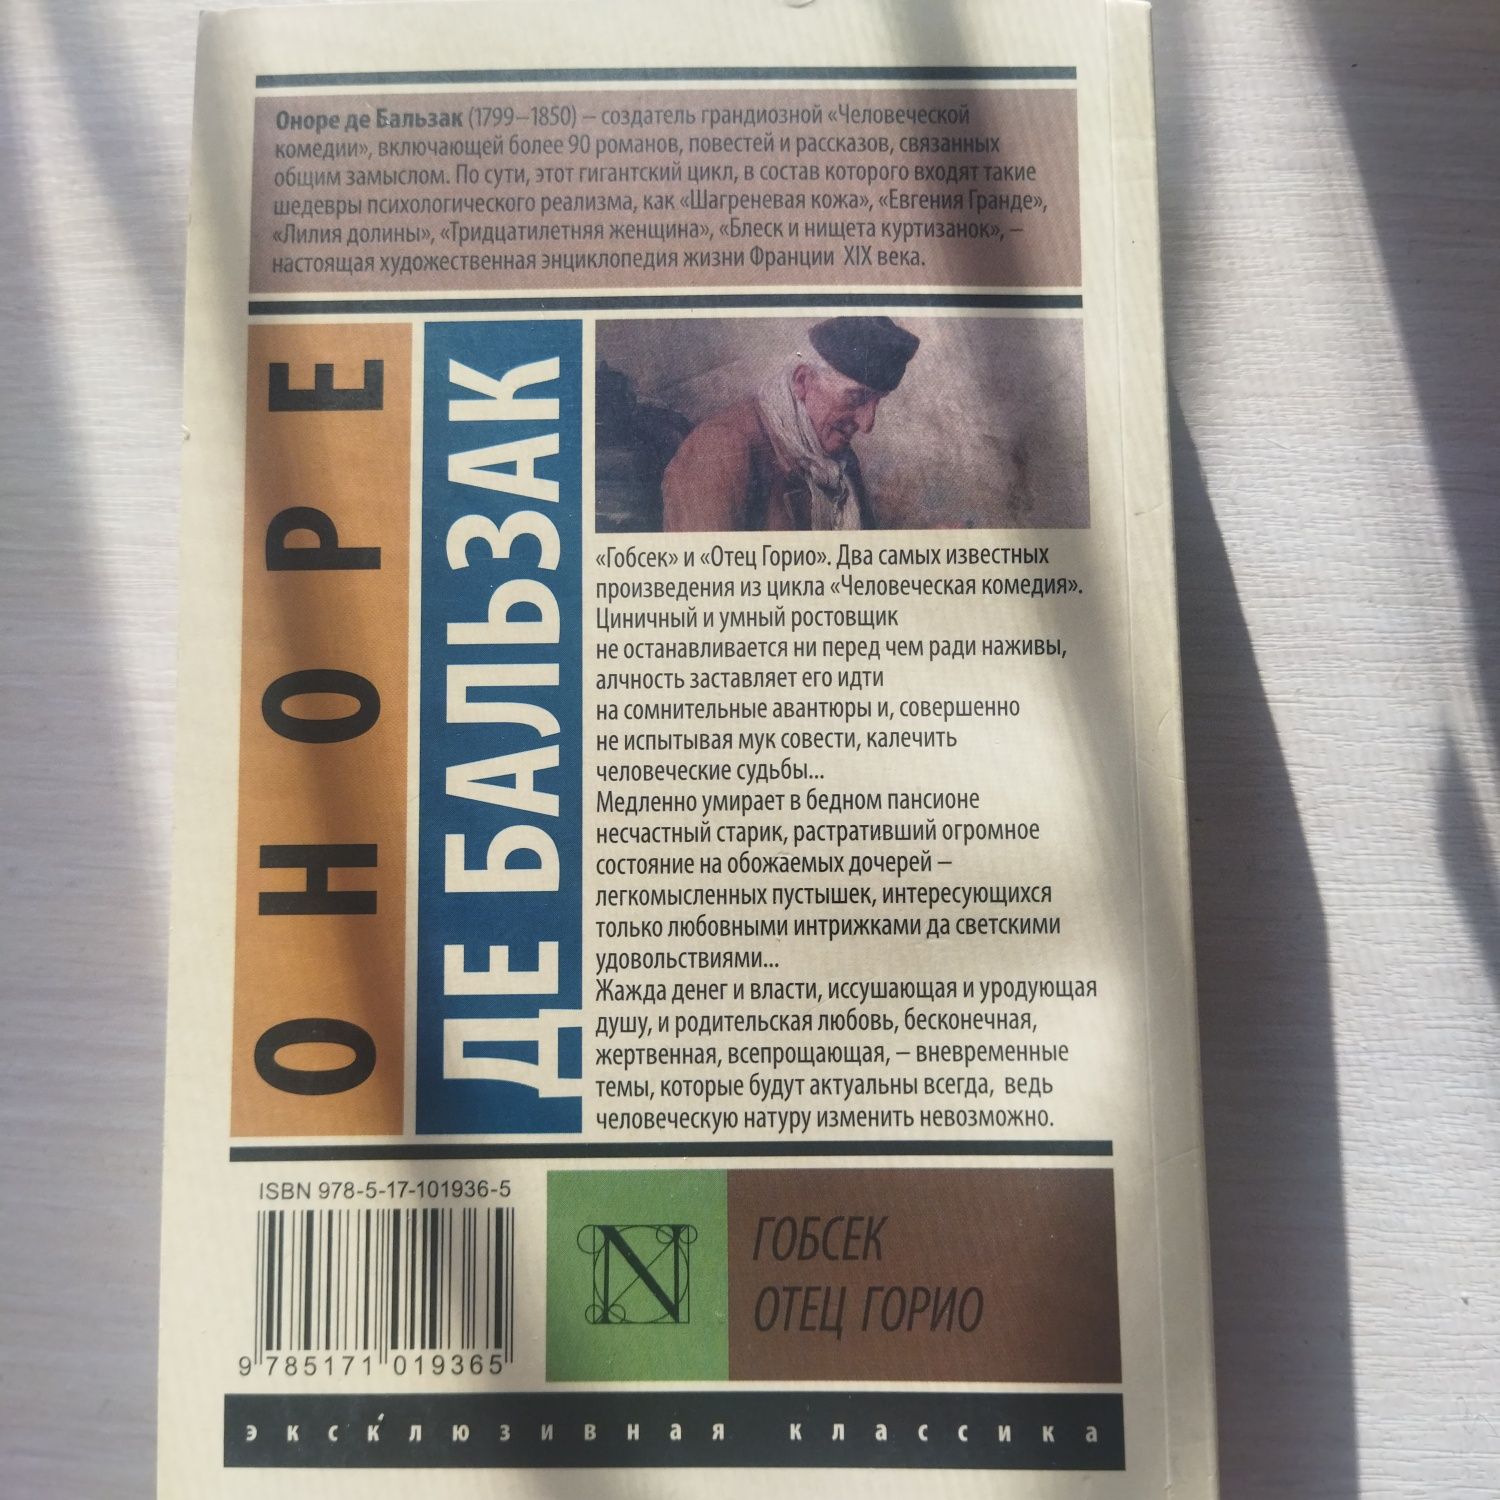 Оноре де Бальзак (1799–1850) – создатель грандиозной «Человеческой
комедии», включающей более 90 романов, повестей и рассказов, связанных
общим замыслом. По сути, этот гигантский цикл, в состав которого входят такие
шедевры психологического реализма, как «Шагреневая кожа», «Евгения Гранде»,
«Лилия долины», «Тридцатилетняя женщина», «Блеск и нищета куртизанок», –
настоящая художественная энциклопедия жизни Франции XIX века.
ОНОРЕ
ДЕ БАЛЬЗАК
«Гобсек» и «Отец Горио». Два самых известных
произведения из цикла «Человеческая комедия».
Циничный и умный ростовщик
не останавливается ни перед чем ради наживы,
алчность заставляет его идти
на сомнительные авантюры и, совершенно
не испытывая мук совести, калечить
человеческие судьбы...
Медленно умирает в бедном пансионе
несчастный старик, растративший огромное
состояние на обожаемых дочерей –
легкомысленных пустышек, интересующихся
только любовными интрижками да светскими
удовольствиями...
Жажда денег и власти, иссушающая и уродующая
душу, и родительская любовь, бесконечная,
жертвенная, всепрощающая, – вневременные
темы, которые будут актуальны всегда, ведь
человеческую натуру изменить невозможно.
ISBN 978-5-17-101936-5
9 785171 019365
N
ГОБСЕК
ОТЕЦ ГОРИО
эксклюзивная классика